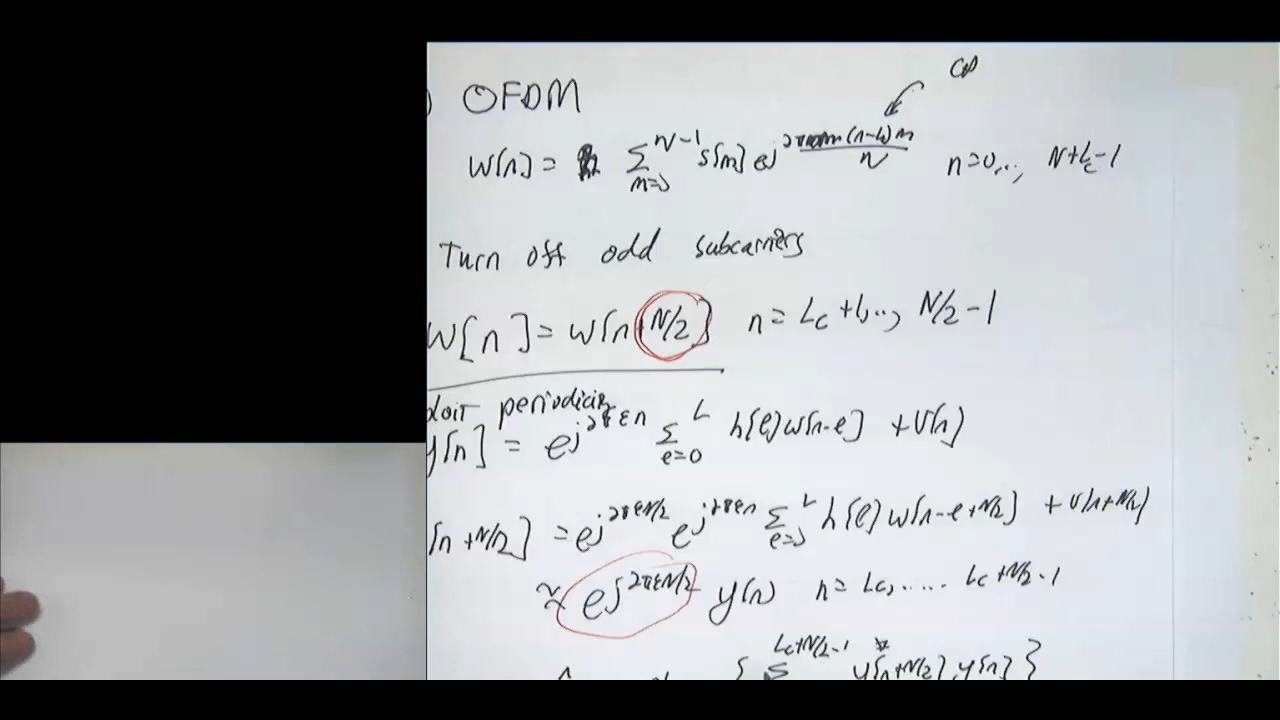 ) OFDM
CP
w[n] = Σ_{m=0}^{N-1} s[m] e^{j2π (n-Lc)m / N}    n=0,.., N+Lc-1
Turn off odd subcarriers
w[n] = w[n+N/2]    n = Lc+1,.., N/2-1
periodicity
y[n] = e^{j2πεn} Σ_{ℓ=0}^{L} h[ℓ]w[n-ℓ] + v[n]
[n+N/2] = e^{j2πεN/2} e^{j2πεn} Σ_{ℓ=0}^{L} h[ℓ]w[n-ℓ+N/2] + v[n+N/2]
≈ e^{j2πεN/2} y[n]    n = Lc,..... Lc+N/2-1
{ Σ^{Lc+N/2-1} y*[n+N/2] y[n] }